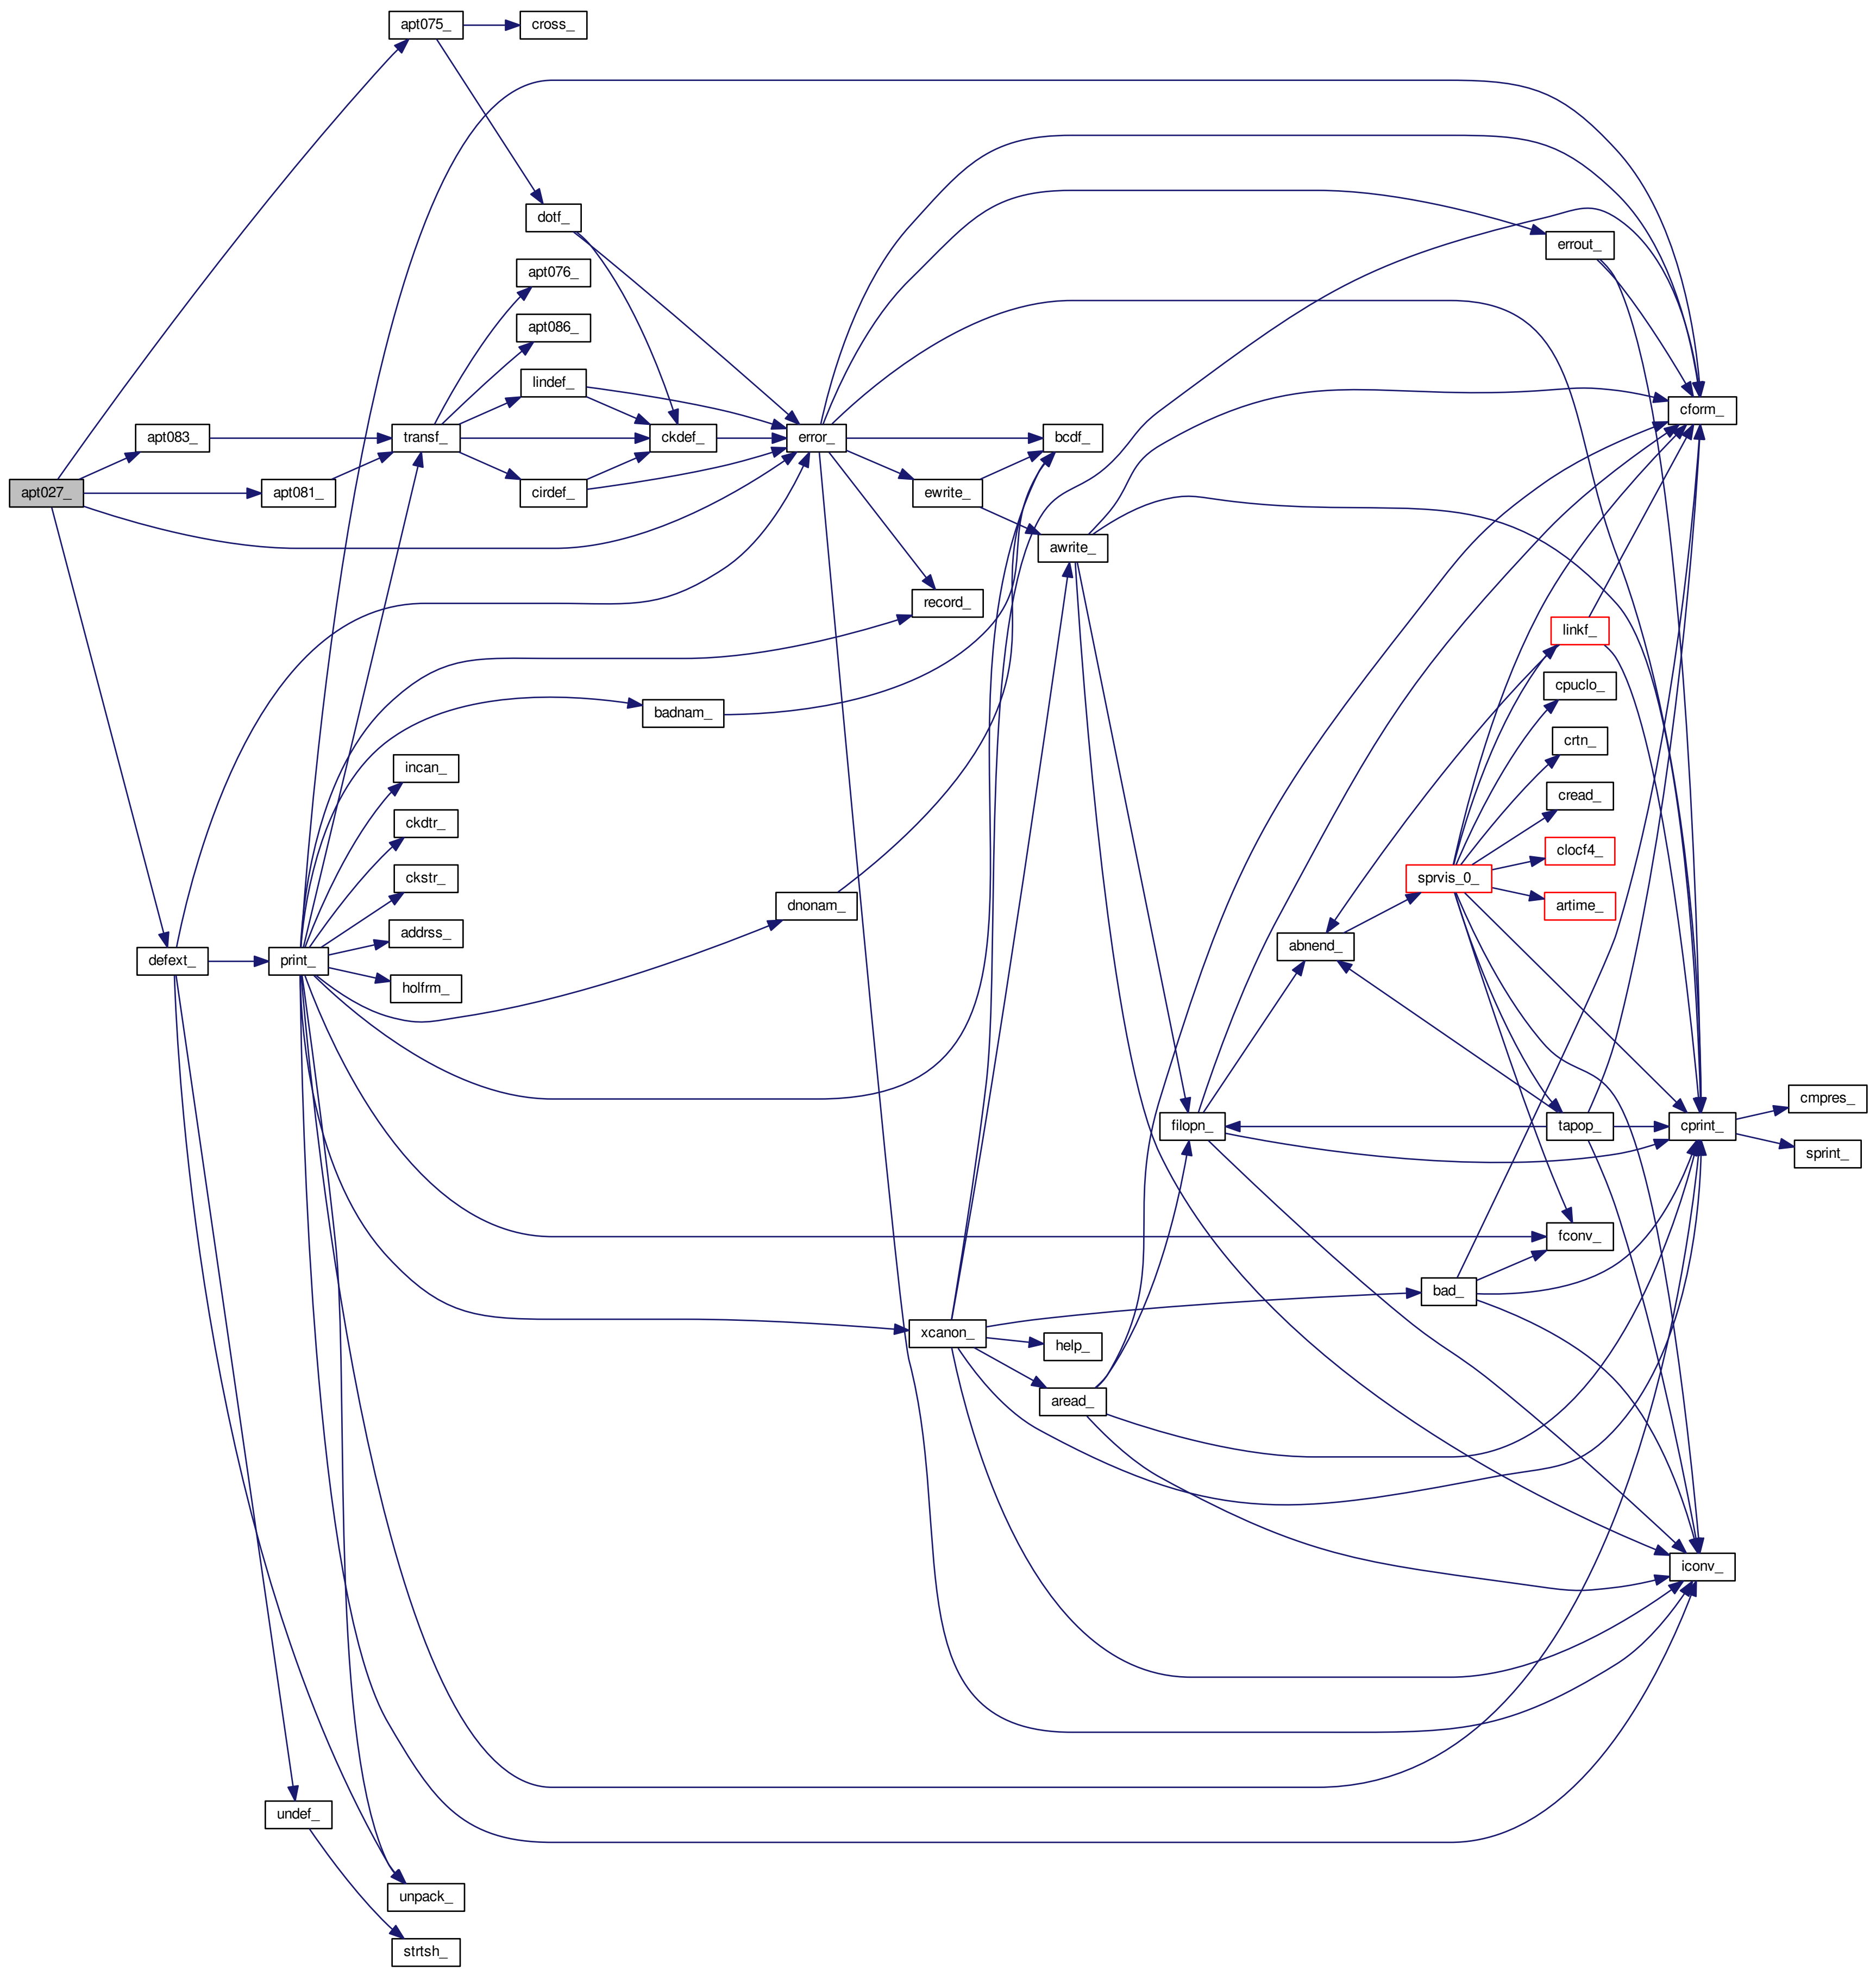 apt075_
cross_
dotf_
errout_
apt076_
apt086_
lindef_
cform_
apt083_
transf_
ckdef_
error_
bcdf_
apt027_
apt081_
cirdef_
ewrite_
awrite_
record_
linkf_
cpuclo_
badnam_
crtn_
incan_
cread_
ckdtr_
clocf4_
ckstr_
sprvis_0_
artime_
dnonam_
addrss_
abnend_
defext_
print_
holfrm_
cmpres_
filopn_
tapop_
cprint_
sprint_
fconv_
bad_
xcanon_
help_
aread_
iconv_
undef_
unpack_
strtsh_